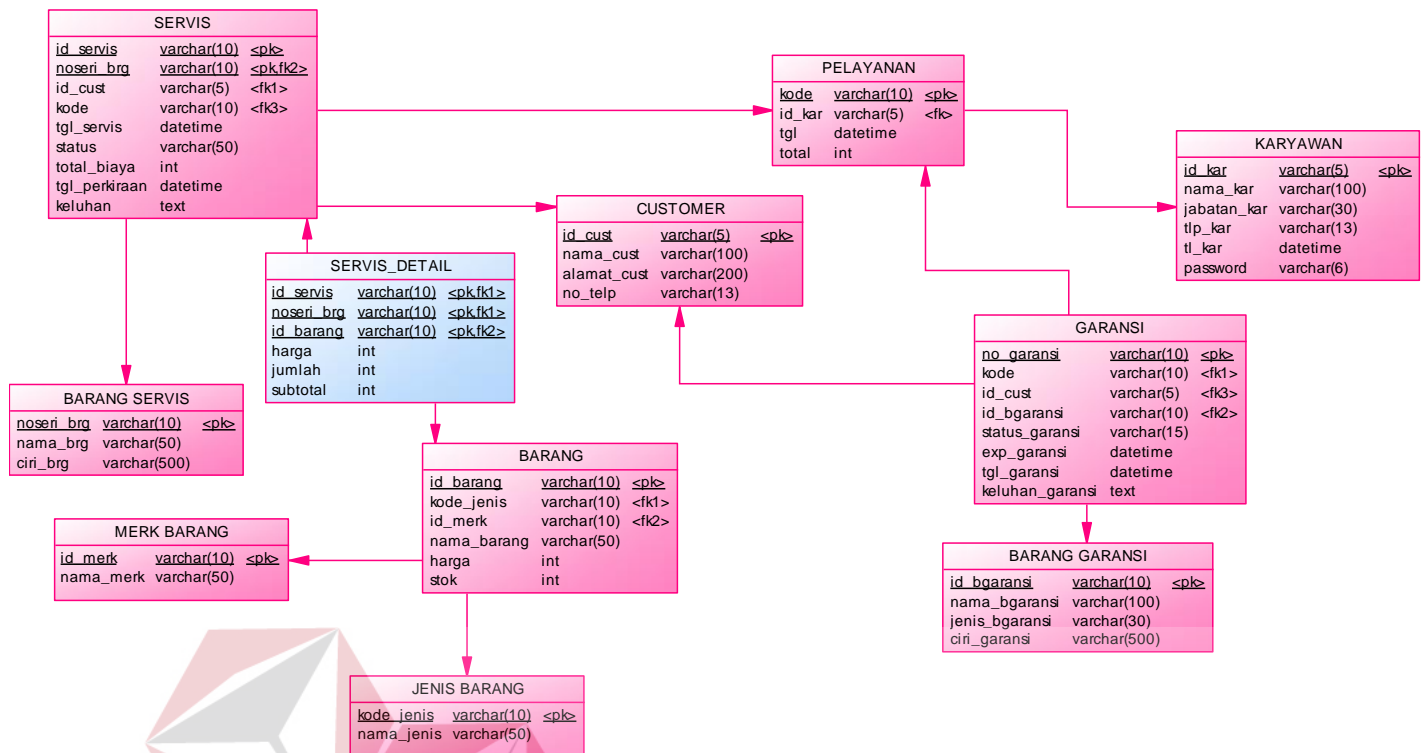 SERVIS
id_servis varchar(10) <pk>
noseri_brg varchar(10) <pk,fk2>
id_cust varchar(5) <fk1>
kode varchar(10) <fk3>
tgl_servis datetime
status varchar(50)
total_biaya int
tgl_perkiraan datetime
keluhan text
PELAYANAN
kode varchar(10) <pk>
id_kar varchar(5) <fk>
tgl datetime
total int
KARYAWAN
id_kar varchar(5) <pk>
nama_kar varchar(100)
jabatan_kar varchar(30)
tlp_kar varchar(13)
tl_kar datetime
password varchar(6)
CUSTOMER
id_cust varchar(5) <pk>
nama_cust varchar(100)
alamat_cust varchar(200)
no_telp varchar(13)
SERVIS_DETAIL
id_servis varchar(10) <pk,fk1>
noseri_brg varchar(10) <pk,fk1>
id_barang varchar(10) <pk,fk2>
harga int
jumlah int
subtotal int
GARANSI
no_garansi varchar(10) <pk>
kode varchar(10) <fk1>
id_cust varchar(5) <fk3>
id_bgaransi varchar(10) <fk2>
status_garansi varchar(15)
exp_garansi datetime
tgl_garansi datetime
keluhan_garansi text
BARANG SERVIS
noseri_brg varchar(10) <pk>
nama_brg varchar(50)
ciri_brg varchar(500)
BARANG
id_barang varchar(10) <pk>
kode_jenis varchar(10) <fk1>
id_merk varchar(10) <fk2>
nama_barang varchar(50)
harga int
stok int
MERK BARANG
id_merk varchar(10) <pk>
nama_merk varchar(50)
BARANG GARANSI
id_bgaransi varchar(10) <pk>
nama_bgaransi varchar(100)
jenis_bgaransi varchar(30)
ciri_garansi varchar(500)
JENIS BARANG
kode_jenis varchar(10) <pk>
nama_jenis varchar(50)